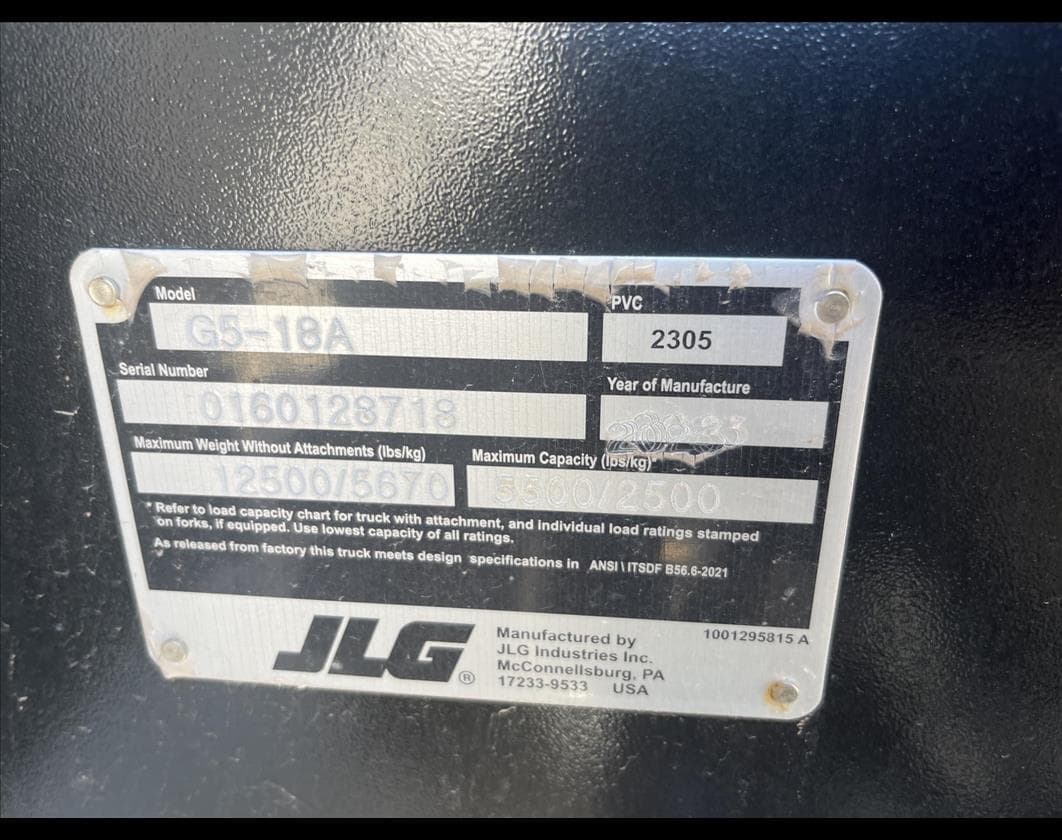 Model
G5-18A
PVC
2305
Serial Number
0160128718
Year of Manufacture
Maximum Weight Without Attachments (lbs/kg)
12500/5670
Maximum Capacity (lbs/kg)*
5500/2500
* Refer to load capacity chart for truck with attachment, and individual load ratings stamped
on forks, if equipped. Use lowest capacity of all ratings.
As released from factory this truck meets design specifications in ANSI \ ITSDF B56.6-2021
JLG®
Manufactured by
JLG Industries Inc.
McConnellsburg, PA
17233-9533 USA
1001295815 A